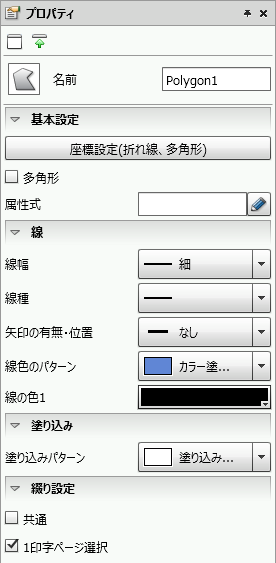 プロパティ
名前 Polygon1
基本設定
座標設定(折れ線、多角形)
多角形
属性式
線
線幅 細
線種
矢印の有無・位置 なし
線色のパターン カラー塗...
線の色1
塗り込み
塗り込みパターン 塗り込み...
綴り設定
共通
1印字ページ選択